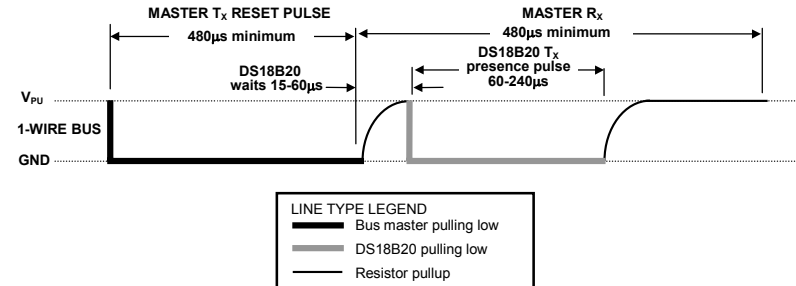 MASTER TX RESET PULSE
MASTER RX
480µs minimum
480µs minimum
DS18B20
waits 15-60µs
DS18B20 TX
presence pulse
60-240µs
VPU
1-WIRE BUS
GND
LINE TYPE LEGEND
Bus master pulling low
DS18B20 pulling low
Resistor pullup